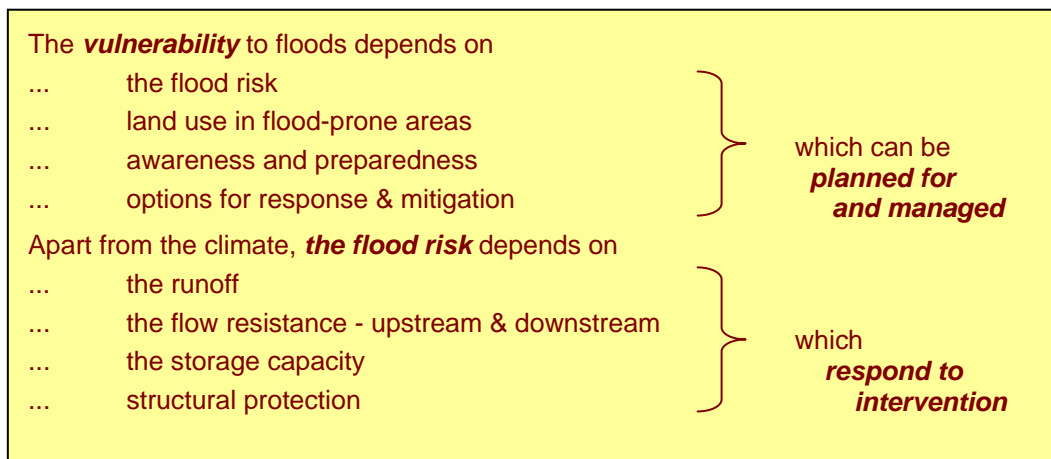 The vulnerability to floods depends on
... the flood risk
... land use in flood-prone areas
... awareness and preparedness
... options for response & mitigation
which can be
planned for
and managed
Apart from the climate, the flood risk depends on
... the runoff
... the flow resistance - upstream & downstream
... the storage capacity
... structural protection
which
respond to
intervention